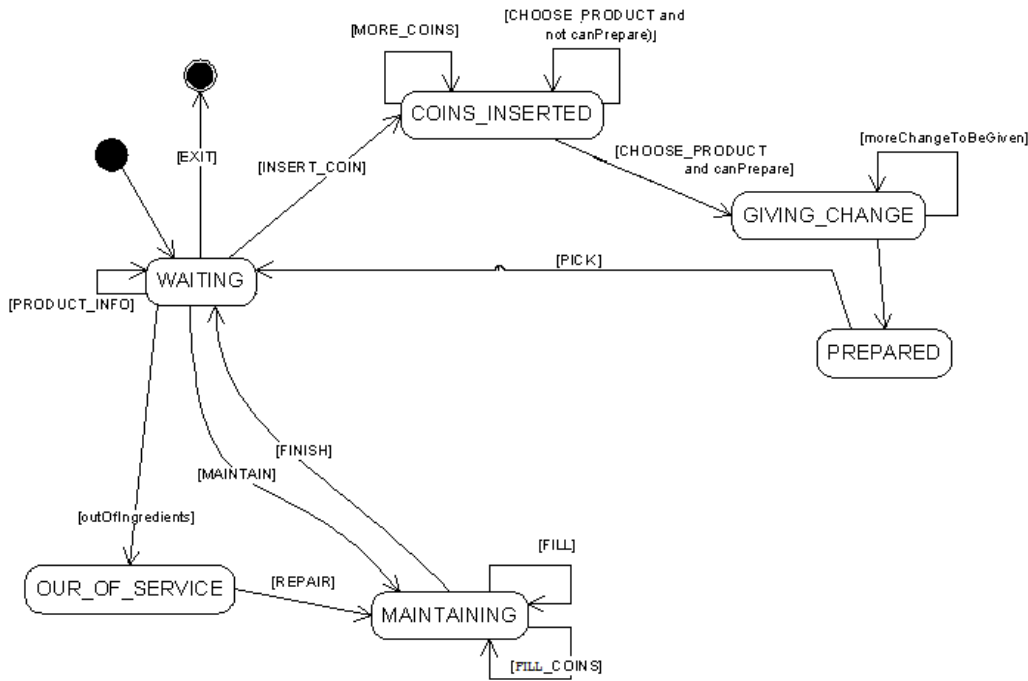 [CHOOSE_PRODUCT and
not canPrepare)]
[MORE_COINS]
COINS_INSERTED
[EXIT]
[INSERT_COIN]
[CHOOSE_PRODUCT
and canPrepare]
[moreChangeToBeGiven]
GIVING_CHANGE
[PICK]
WAITING
[PRODUCT_INFO]
PREPARED
[FINISH]
[MAINTAIN]
[outOfIngredients]
[FILL]
OUR_OF_SERVICE
[REPAIR]
MAINTAINING
[FILL_COINS]